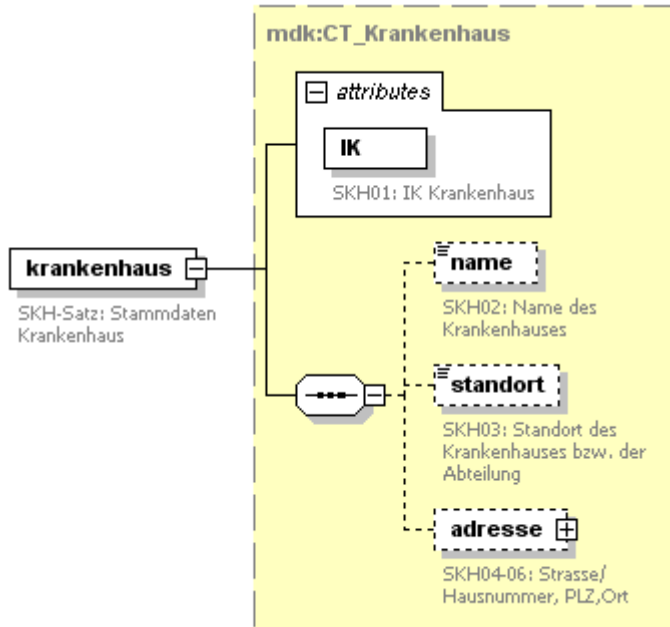 mdk:CT_Krankenhaus
attributes
IK
SKH01: IK Krankenhaus
krankenhaus
SKH-Satz: Stammdaten
Krankenhaus
name
SKH02: Name des
Krankenhauses
standort
SKH03: Standort des
Krankenhauses bzw. der
Abteilung
adresse
SKH04-06: Strasse/
Hausnummer, PLZ,Ort